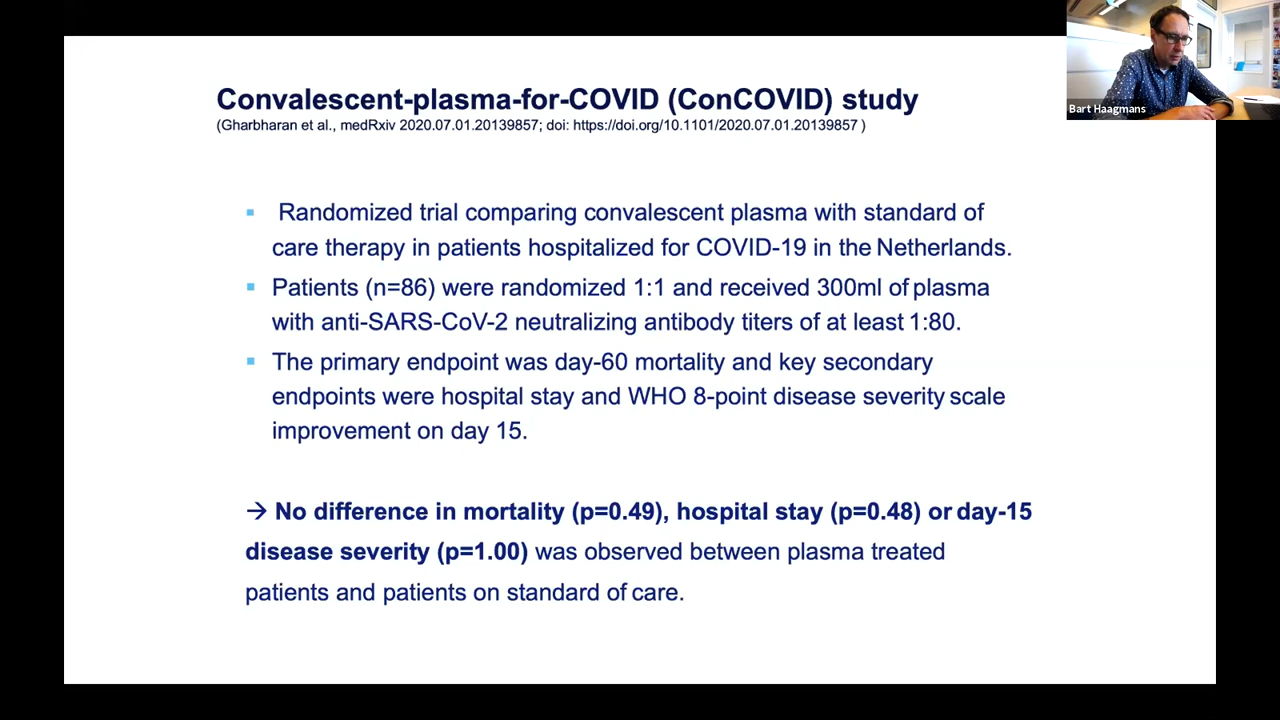 Convalescent-plasma-for-COVID (ConCOVID) study
(Gharbharan et al., medRxiv 2020.07.01.20139857; doi: https://doi.org/10.1101/2020.07.01.20139857 )
Bart Haagmans
▪ Randomized trial comparing convalescent plasma with standard of
care therapy in patients hospitalized for COVID-19 in the Netherlands.
▪ Patients (n=86) were randomized 1:1 and received 300ml of plasma
with anti-SARS-CoV-2 neutralizing antibody titers of at least 1:80.
▪ The primary endpoint was day-60 mortality and key secondary
endpoints were hospital stay and WHO 8-point disease severity scale
improvement on day 15.
→ No difference in mortality (p=0.49), hospital stay (p=0.48) or day-15
disease severity (p=1.00) was observed between plasma treated
patients and patients on standard of care.